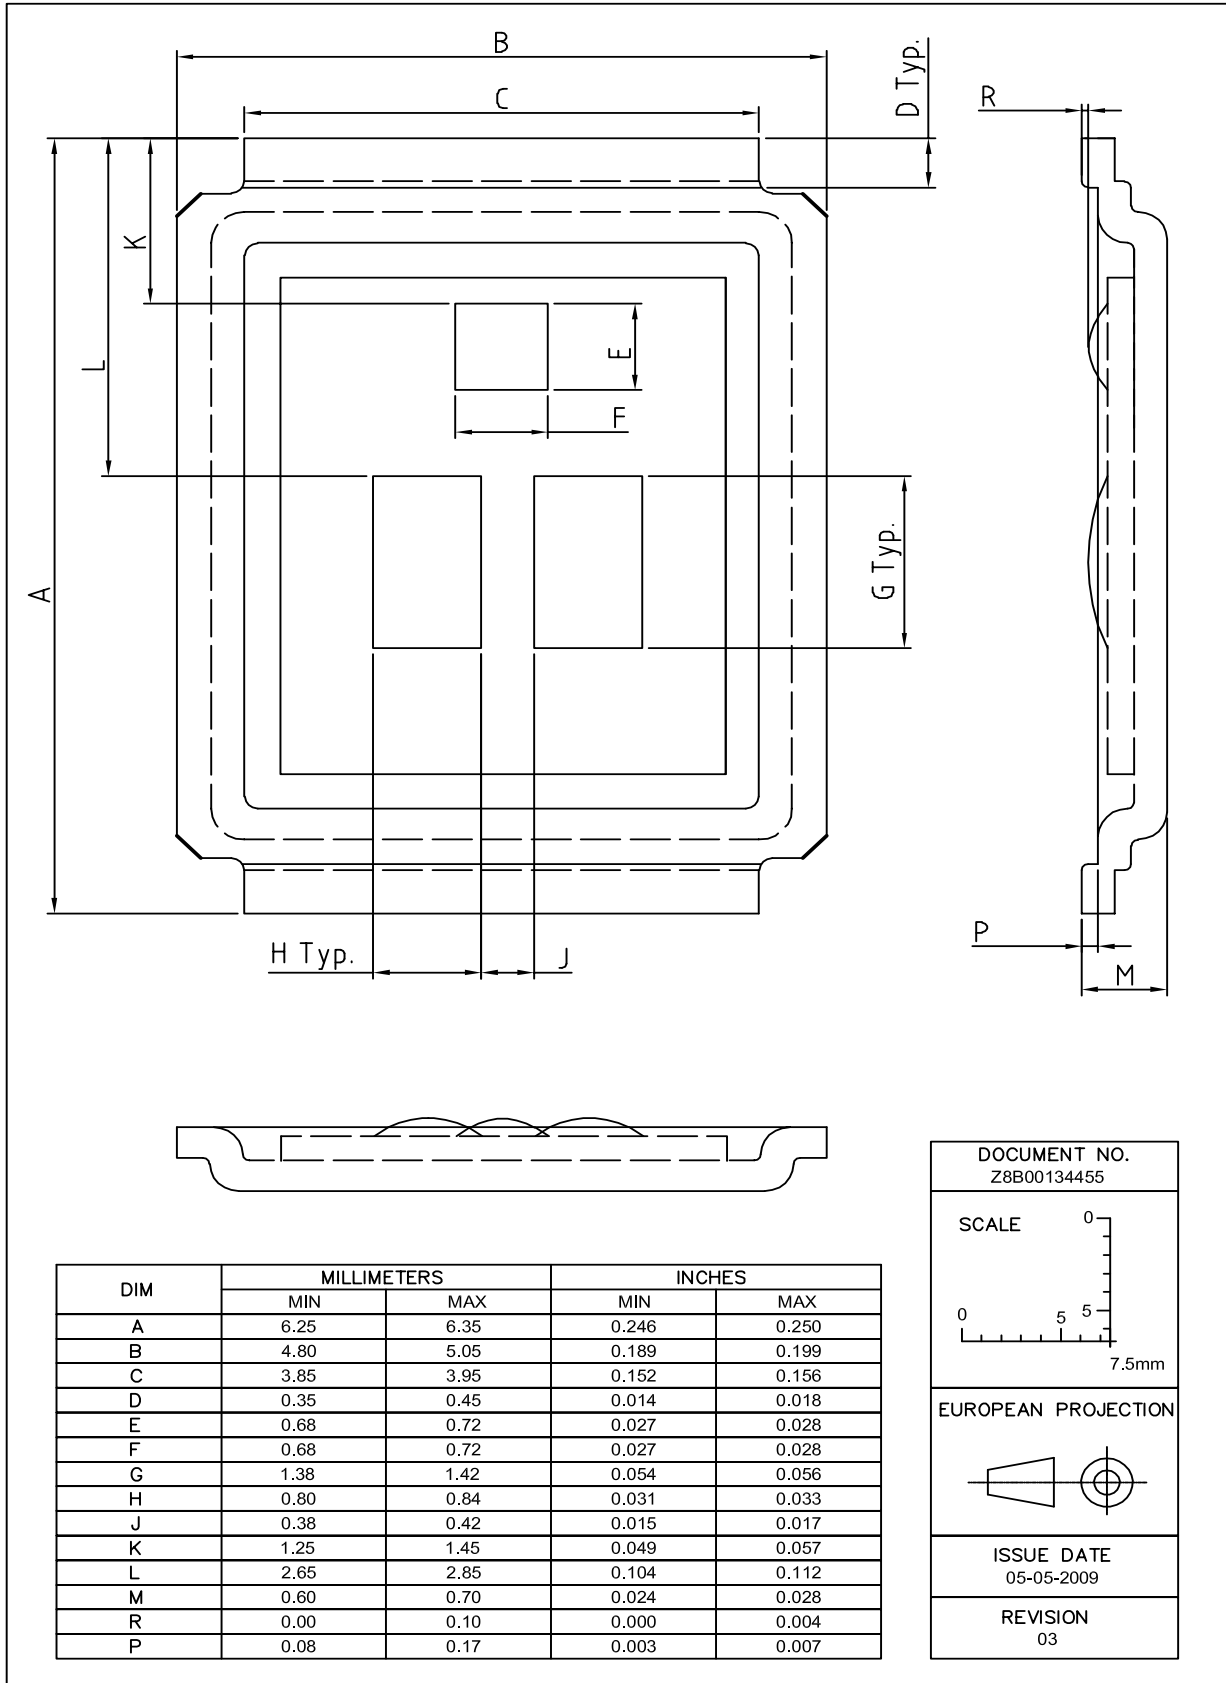 B
C
D Typ.
R
K
L
E
F
A
G Typ.
H Typ.
J
P
M
DIM MILLIMETERS INCHES
MIN MAX MIN MAX
A 6.25 6.35 0.246 0.250
B 4.80 5.05 0.189 0.199
C 3.85 3.95 0.152 0.156
D 0.35 0.45 0.014 0.018
E 0.68 0.72 0.027 0.028
F 0.68 0.72 0.027 0.028
G 1.38 1.42 0.054 0.056
H 0.80 0.84 0.031 0.033
J 0.38 0.42 0.015 0.017
K 1.25 1.45 0.049 0.057
L 2.65 2.85 0.104 0.112
M 0.60 0.70 0.024 0.028
R 0.00 0.10 0.000 0.004
P 0.08 0.17 0.003 0.007
DOCUMENT NO.
Z8B00134455
SCALE
0
0 5 5
7.5mm
EUROPEAN PROJECTION
ISSUE DATE
05-05-2009
REVISION
03